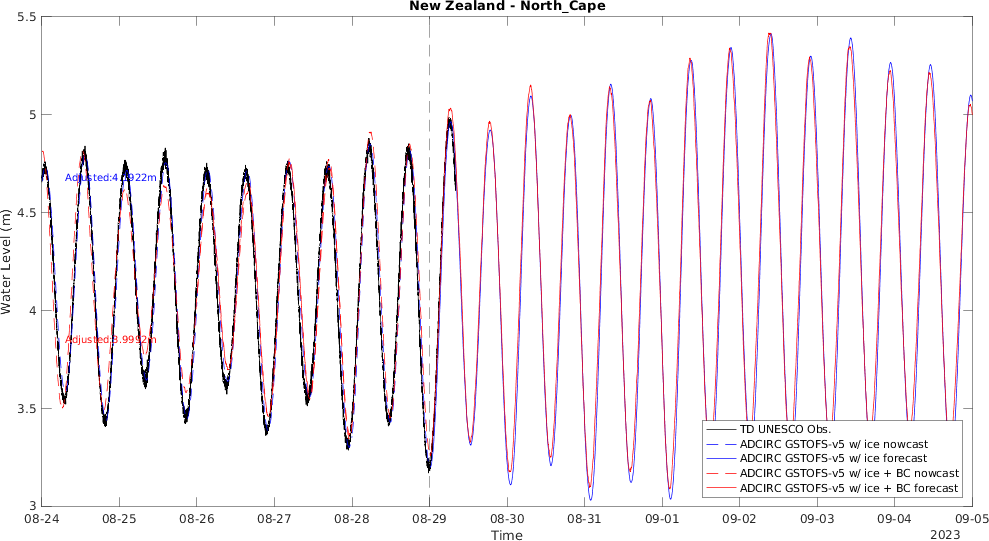 New Zealand - North_Cape
5.5
5
4.5
4
3.5
3
Water Level (m)
Adjusted:3.9992m
TD UNESCO Obs.
ADCIRC GSTOFS-v5 w/ ice nowcast
ADCIRC GSTOFS-v5 w/ ice forecast
ADCIRC GSTOFS-v5 w/ ice + BC nowcast
ADCIRC GSTOFS-v5 w/ ice + BC forecast
08-24 08-25 08-26 08-27 08-28 08-29 08-30 08-31 09-01 09-02 09-03 09-04 09-05
Time
2023